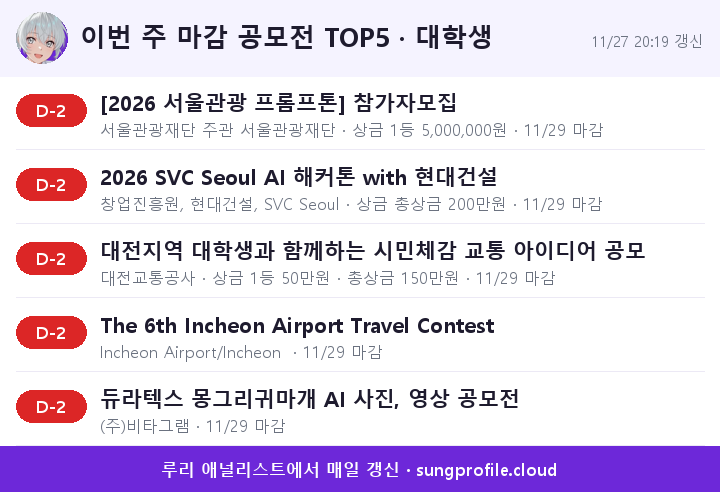 이번 주 마감 공모전 TOP5 · 대학생
11/27 20:19 갱신
D-2
[2026 서울관광 프롬프톤] 참가자모집
서울관광재단 주관 서울관광재단 · 상금 1등 5,000,000원 · 11/29 마감
D-2
2026 SVC Seoul AI 해커톤 with 현대건설
창업진흥원, 현대건설, SVC Seoul · 상금 총상금 200만원 · 11/29 마감
D-2
대전지역 대학생과 함께하는 시민체감 교통 아이디어 공모
대전교통공사 · 상금 1등 50만원 · 총상금 150만원 · 11/29 마감
D-2
The 6th Incheon Airport Travel Contest
Incheon Airport/Incheon · 11/29 마감
D-2
듀라텍스 몽그리귀마개 AI 사진, 영상 공모전
(주)비타그램 · 11/29 마감
루리 애널리스트에서 매일 갱신 · sungprofile.cloud